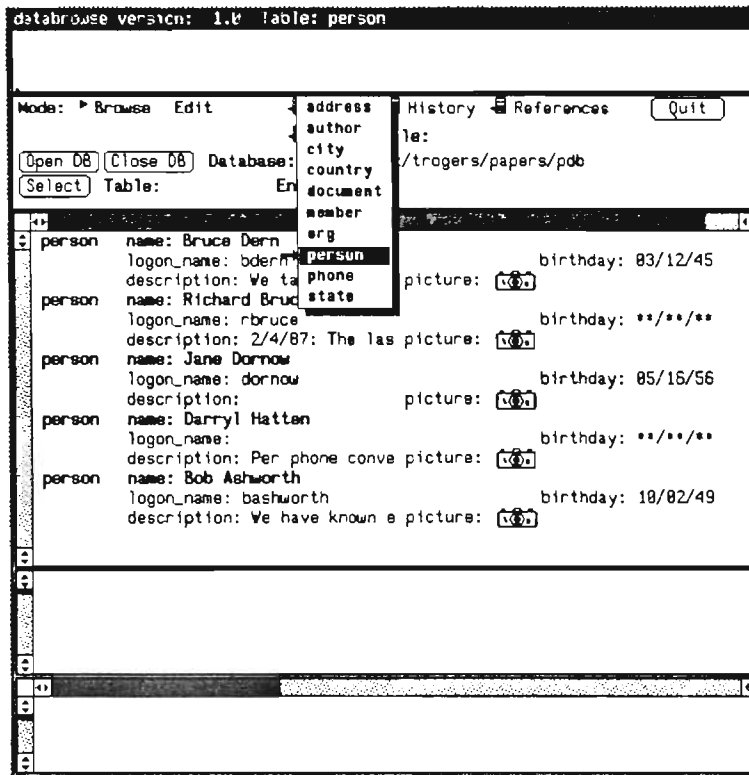 databrowse version: 1.0 Table: person
Mode: Browse Edit History References Quit
le:
Open DB Close DB Database: :/trogers/papers/pdb
Select Table: En
address
author
city
country
document
member
org
person
phone
state
person name: Bruce Dern
logon_name: bdern birthday: 03/12/45
description: We ta picture:
person name: Richard Bruc
logon_name: rbruce birthday: **/**/**
description: 2/4/87: The las picture:
person name: Jane Dornow
logon_name: dornow birthday: 05/16/56
description: picture:
person name: Darryl Hatten
logon_name: birthday: **/**/**
description: Per phone conve picture:
person name: Bob Ashworth
logon_name: bashworth birthday: 10/02/49
description: We have known e picture: